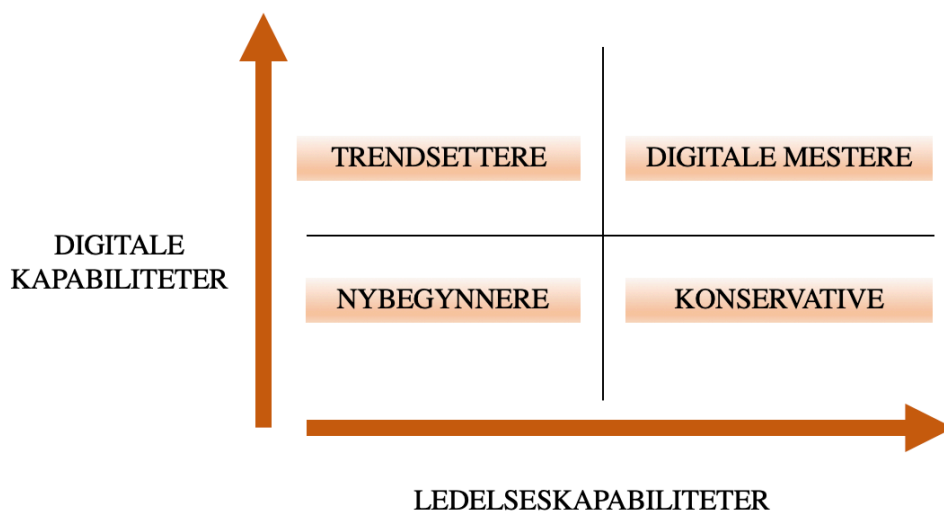 TRENDSETTERE
DIGITALE MESTERE
DIGITALE
KAPABILITETER
NYBEGYNNERE
KONSERVATIVE
LEDELSESKAPABILITETER